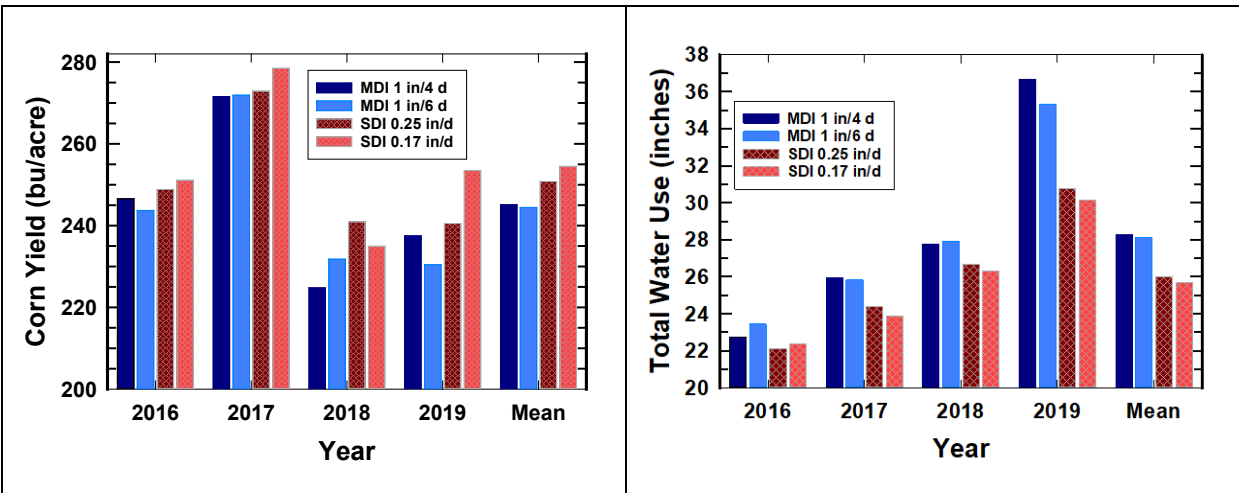 Corn Yield (bu/acre)
280
260
240
220
200
MDI 1 in/4 d
MDI 1 in/6 d
SDI 0.25 in/d
SDI 0.17 in/d
2016 2017 2018 2019 Mean
Year
Total Water Use (inches)
38
36
34
32
30
28
26
24
22
20
MDI 1 in/4 d
MDI 1 in/6 d
SDI 0.25 in/d
SDI 0.17 in/d
2016 2017 2018 2019 Mean
Year